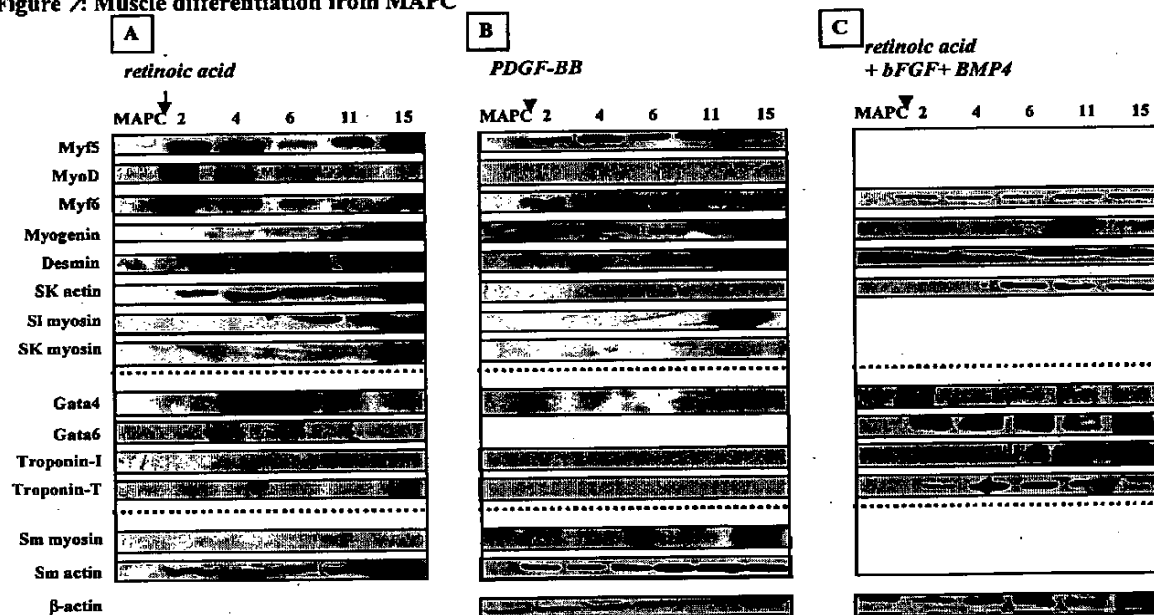 Figure 7: Muscle differentiation from MAPC
A
retinoic acid
B
PDGF-BB
C
retinoic acid
+ bFGF+ BMP4
MAPC 2 4 6 11 15
MAPC 2 4 6 11 15
MAPC 2 4 6 11 15
Myf5
MyoD
Myf6
Myogenin
Desmin
SK actin
Sl myosin
SK myosin
Gata4
Gata6
Troponin-I
Troponin-T
Sm myosin
Sm actin
β-actin